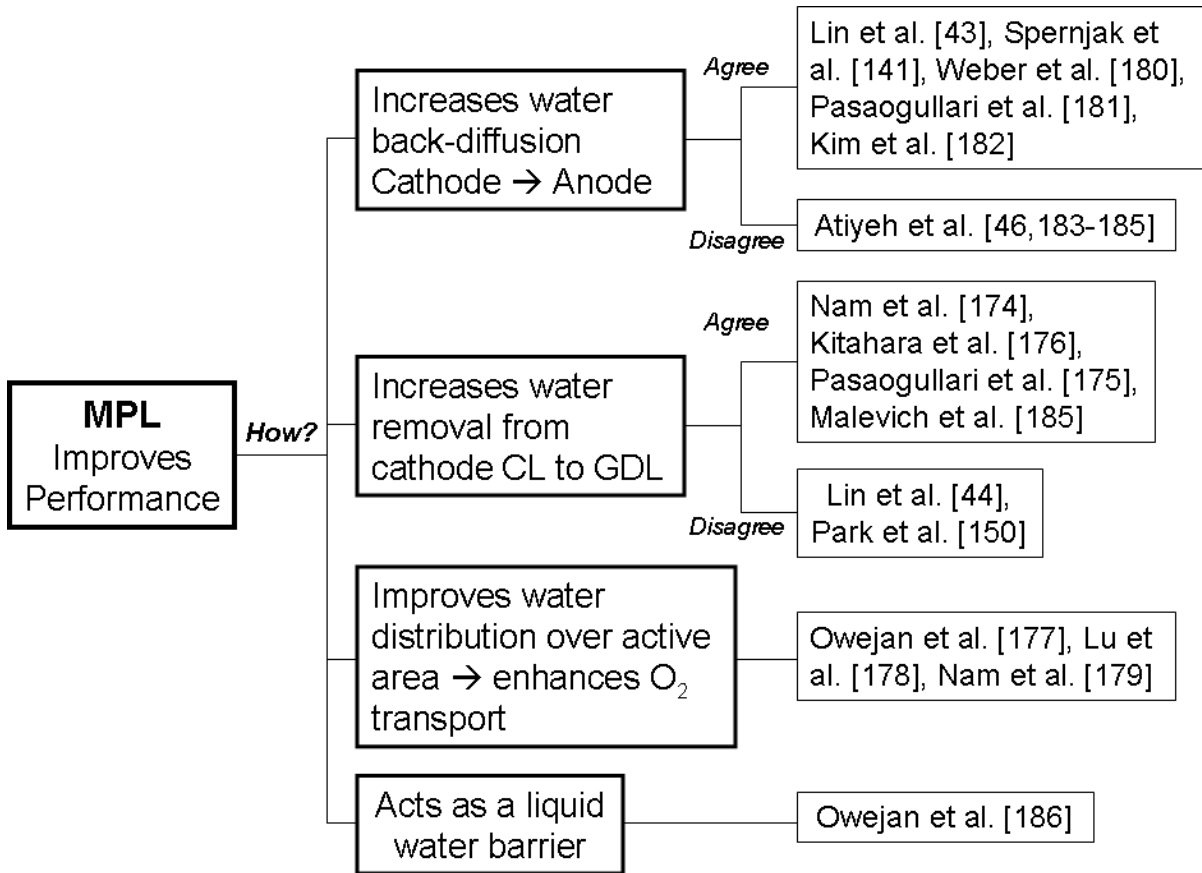 MPL
Improves
Performance
How?
Increases water
back-diffusion
Cathode → Anode
Agree
Lin et al. [43], Spernjak et
al. [141], Weber et al. [180],
Pasaogullari et al. [181],
Kim et al. [182]
Disagree
Atiyeh et al. [46,183-185]
Increases water
removal from
cathode CL to GDL
Agree
Nam et al. [174],
Kitahara et al. [176],
Pasaogullari et al. [175],
Malevich et al. [185]
Disagree
Lin et al. [44],
Park et al. [150]
Improves water
distribution over active
area → enhances O₂
transport
Owejan et al. [177], Lu et
al. [178], Nam et al. [179]
Acts as a liquid
water barrier
Owejan et al. [186]